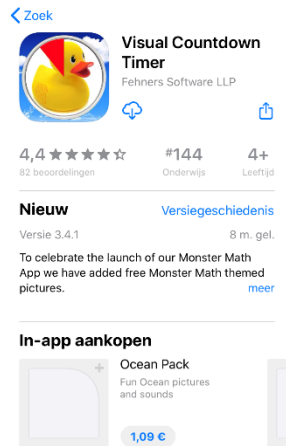 Zoek
Visual Countdown
Timer
Fehners Software LLP
4,4
#144
4+
82 beoordelingen
Onderwijs
Leeftijd
Nieuw
Versiegeschiedenis
Versie 3.4.1
8 m. gel.
To celebrate the launch of our Monster Math
App we have added free Monster Math themed
pictures.
meer
In-app aankopen
Ocean Pack
Fun Ocean pictures
and sounds
1,09 €